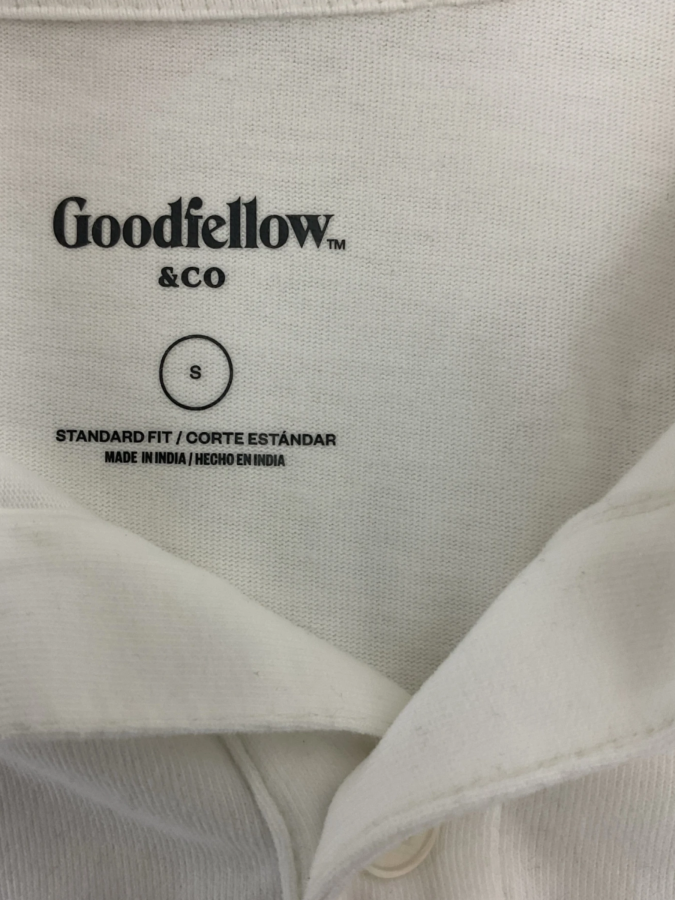 Goodfellow™
&CO
S
STANDARD FIT / CORTE ESTÁNDAR
MADE IN INDIA / HECHO EN INDIA